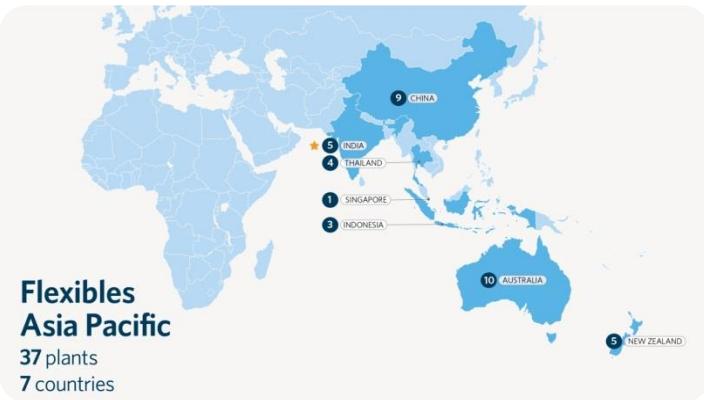 9 CHINA
5 INDIA
4 THAILAND
1 SINGAPORE
3 INDONESIA
10 AUSTRALIA
5 NEW ZEALAND
Flexibles
Asia Pacific
37 plants
7 countries